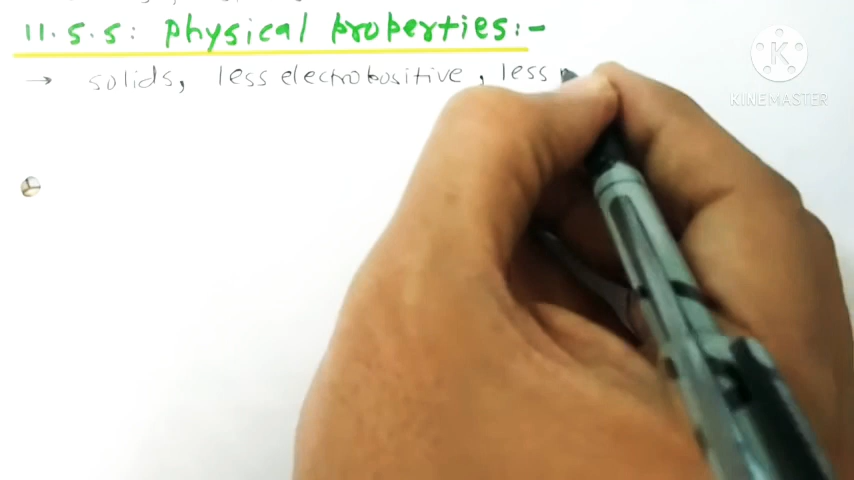 11.5.5: Physical properties:-
→ solids, less electropositive, less
K
KINEMASTER